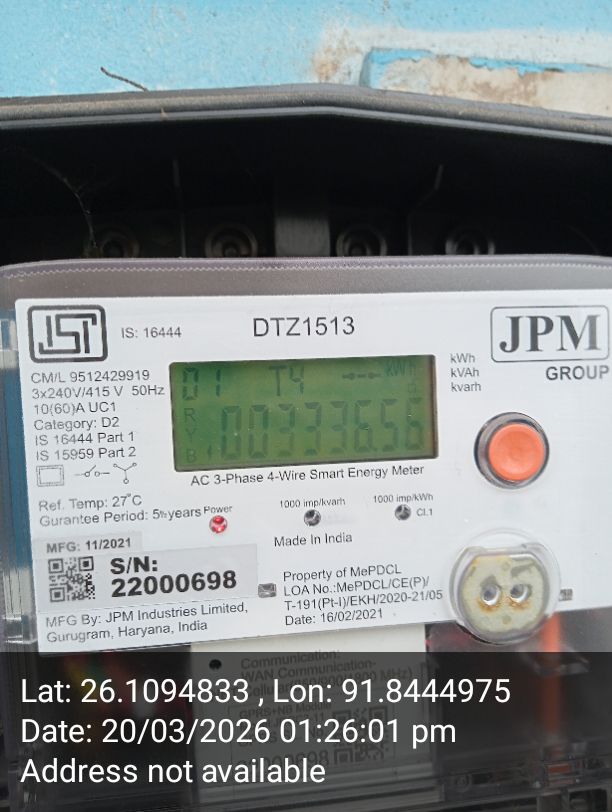 IS: 16444
DTZ1513
JPM
GROUP
CM/L 9512429919
3x240V/415 V 50Hz
10(60)A UC1
Category: D2
IS 16444 Part 1
IS 15959 Part 2
01 T4 kWh
R
Y
B
00333656
kWh
kVAh
kvarh
AC 3-Phase 4-Wire Smart Energy Meter
Ref. Temp: 27°C
Gurantee Period: 5½years
Power
1000 imp/kvarh
1000 imp/kWh
Cl.1
Made In India
MFG: 11/2021
S/N:
22000698
MFG By: JPM Industries Limited,
Gurugram, Haryana, India
Property of MePDCL
LOA No.:MePDCL/CE(P)/
T-191(Pt-I)/EKH/2020-21/05
Date: 16/02/2021
Communication:
WAN Communication-
Lat: 26.1094833 , Lon: 91.8444975
Date: 20/03/2026 01:26:01 pm
Address not available